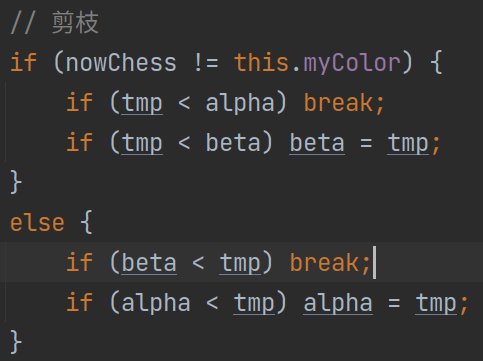 // 剪枝
if (nowChess != this.myColor) {
    if (tmp < alpha) break;
    if (tmp < beta) beta = tmp;
}
else {
    if (beta < tmp) break;
    if (alpha < tmp) alpha = tmp;
}